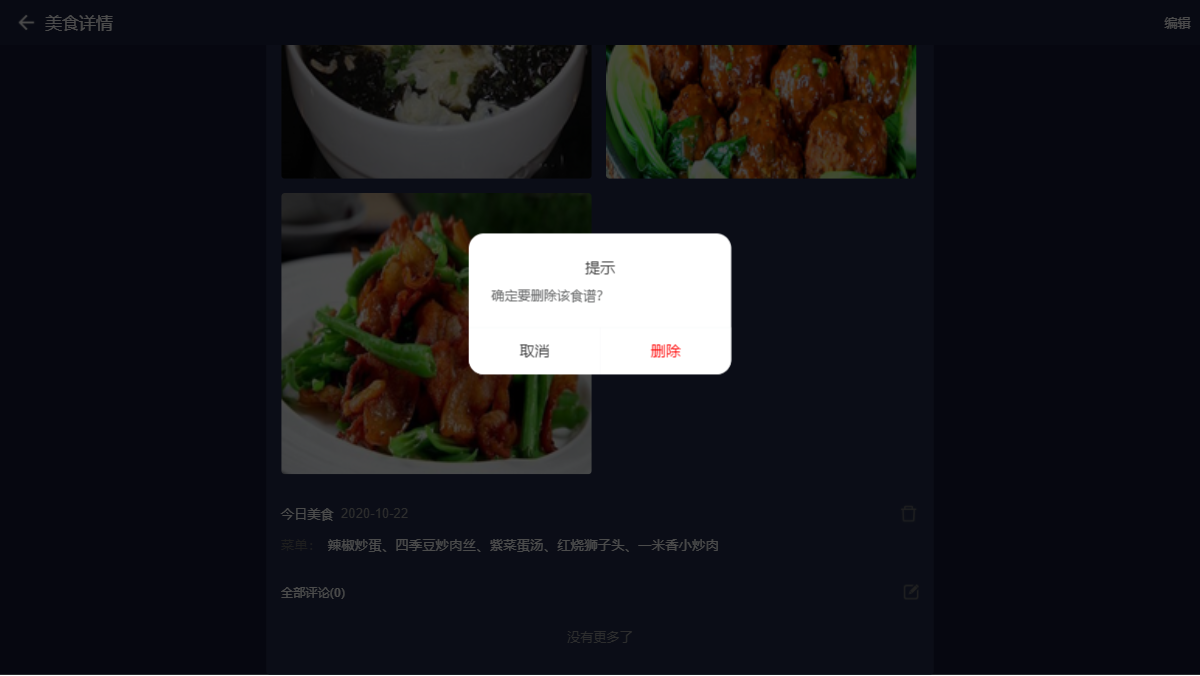 美食详情
编辑
提示
确定要删除该食谱?
取消
删除
今日美食 2020-10-22
菜单： 辣椒炒蛋、四季豆炒肉丝、紫菜蛋汤、红烧狮子头、一米香小炒肉
全部评论(0)
没有更多了